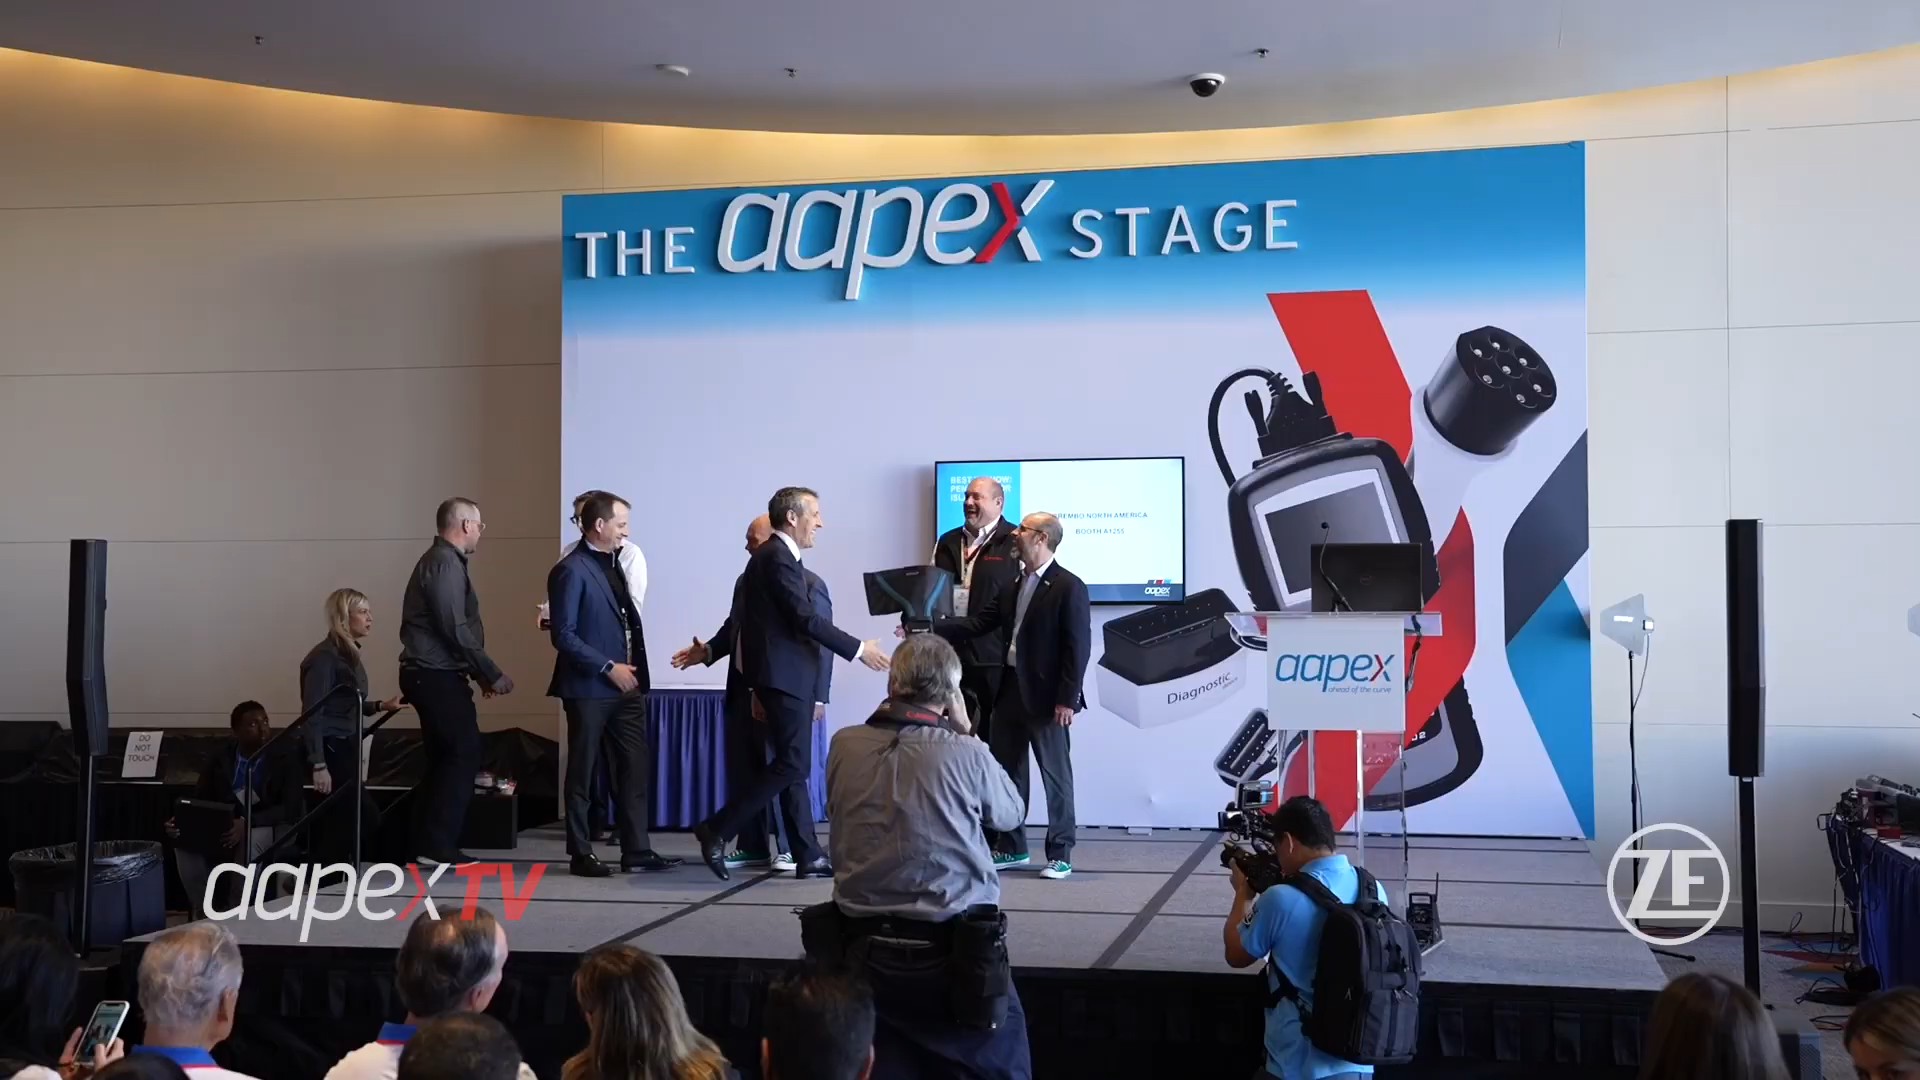 THE aapex STAGE
BREMBO NORTH AMERICA
BOOTH A1255
aapex
aapex
ahead of the curve
Diagnostic
DO
NOT
TOUCH
aapexTV
ZF